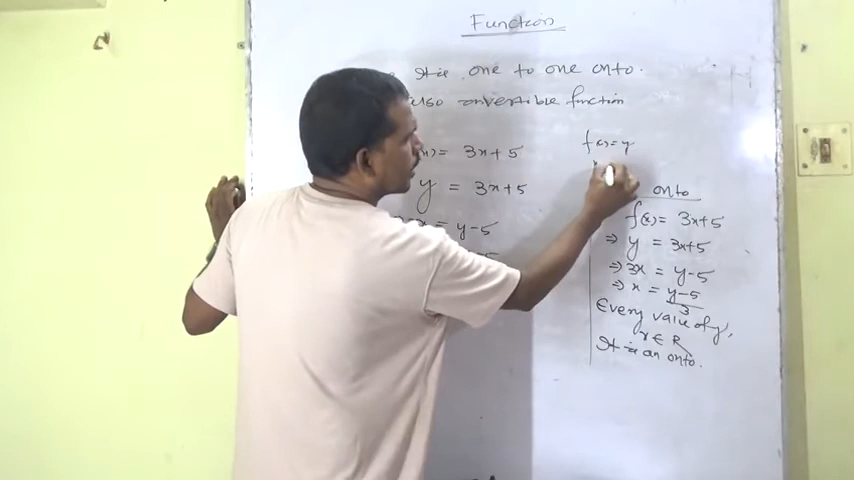 Function
It is one to one onto.
also convertible function
= 3x+5
y = 3x+5
= y-5
f(x) = y
onto
f(x) = 3x+5
⇒ y = 3x+5
⇒ 3x = y-5
⇒ x = y-5/3
Every value of y,
x ∈ R
It is an onto.